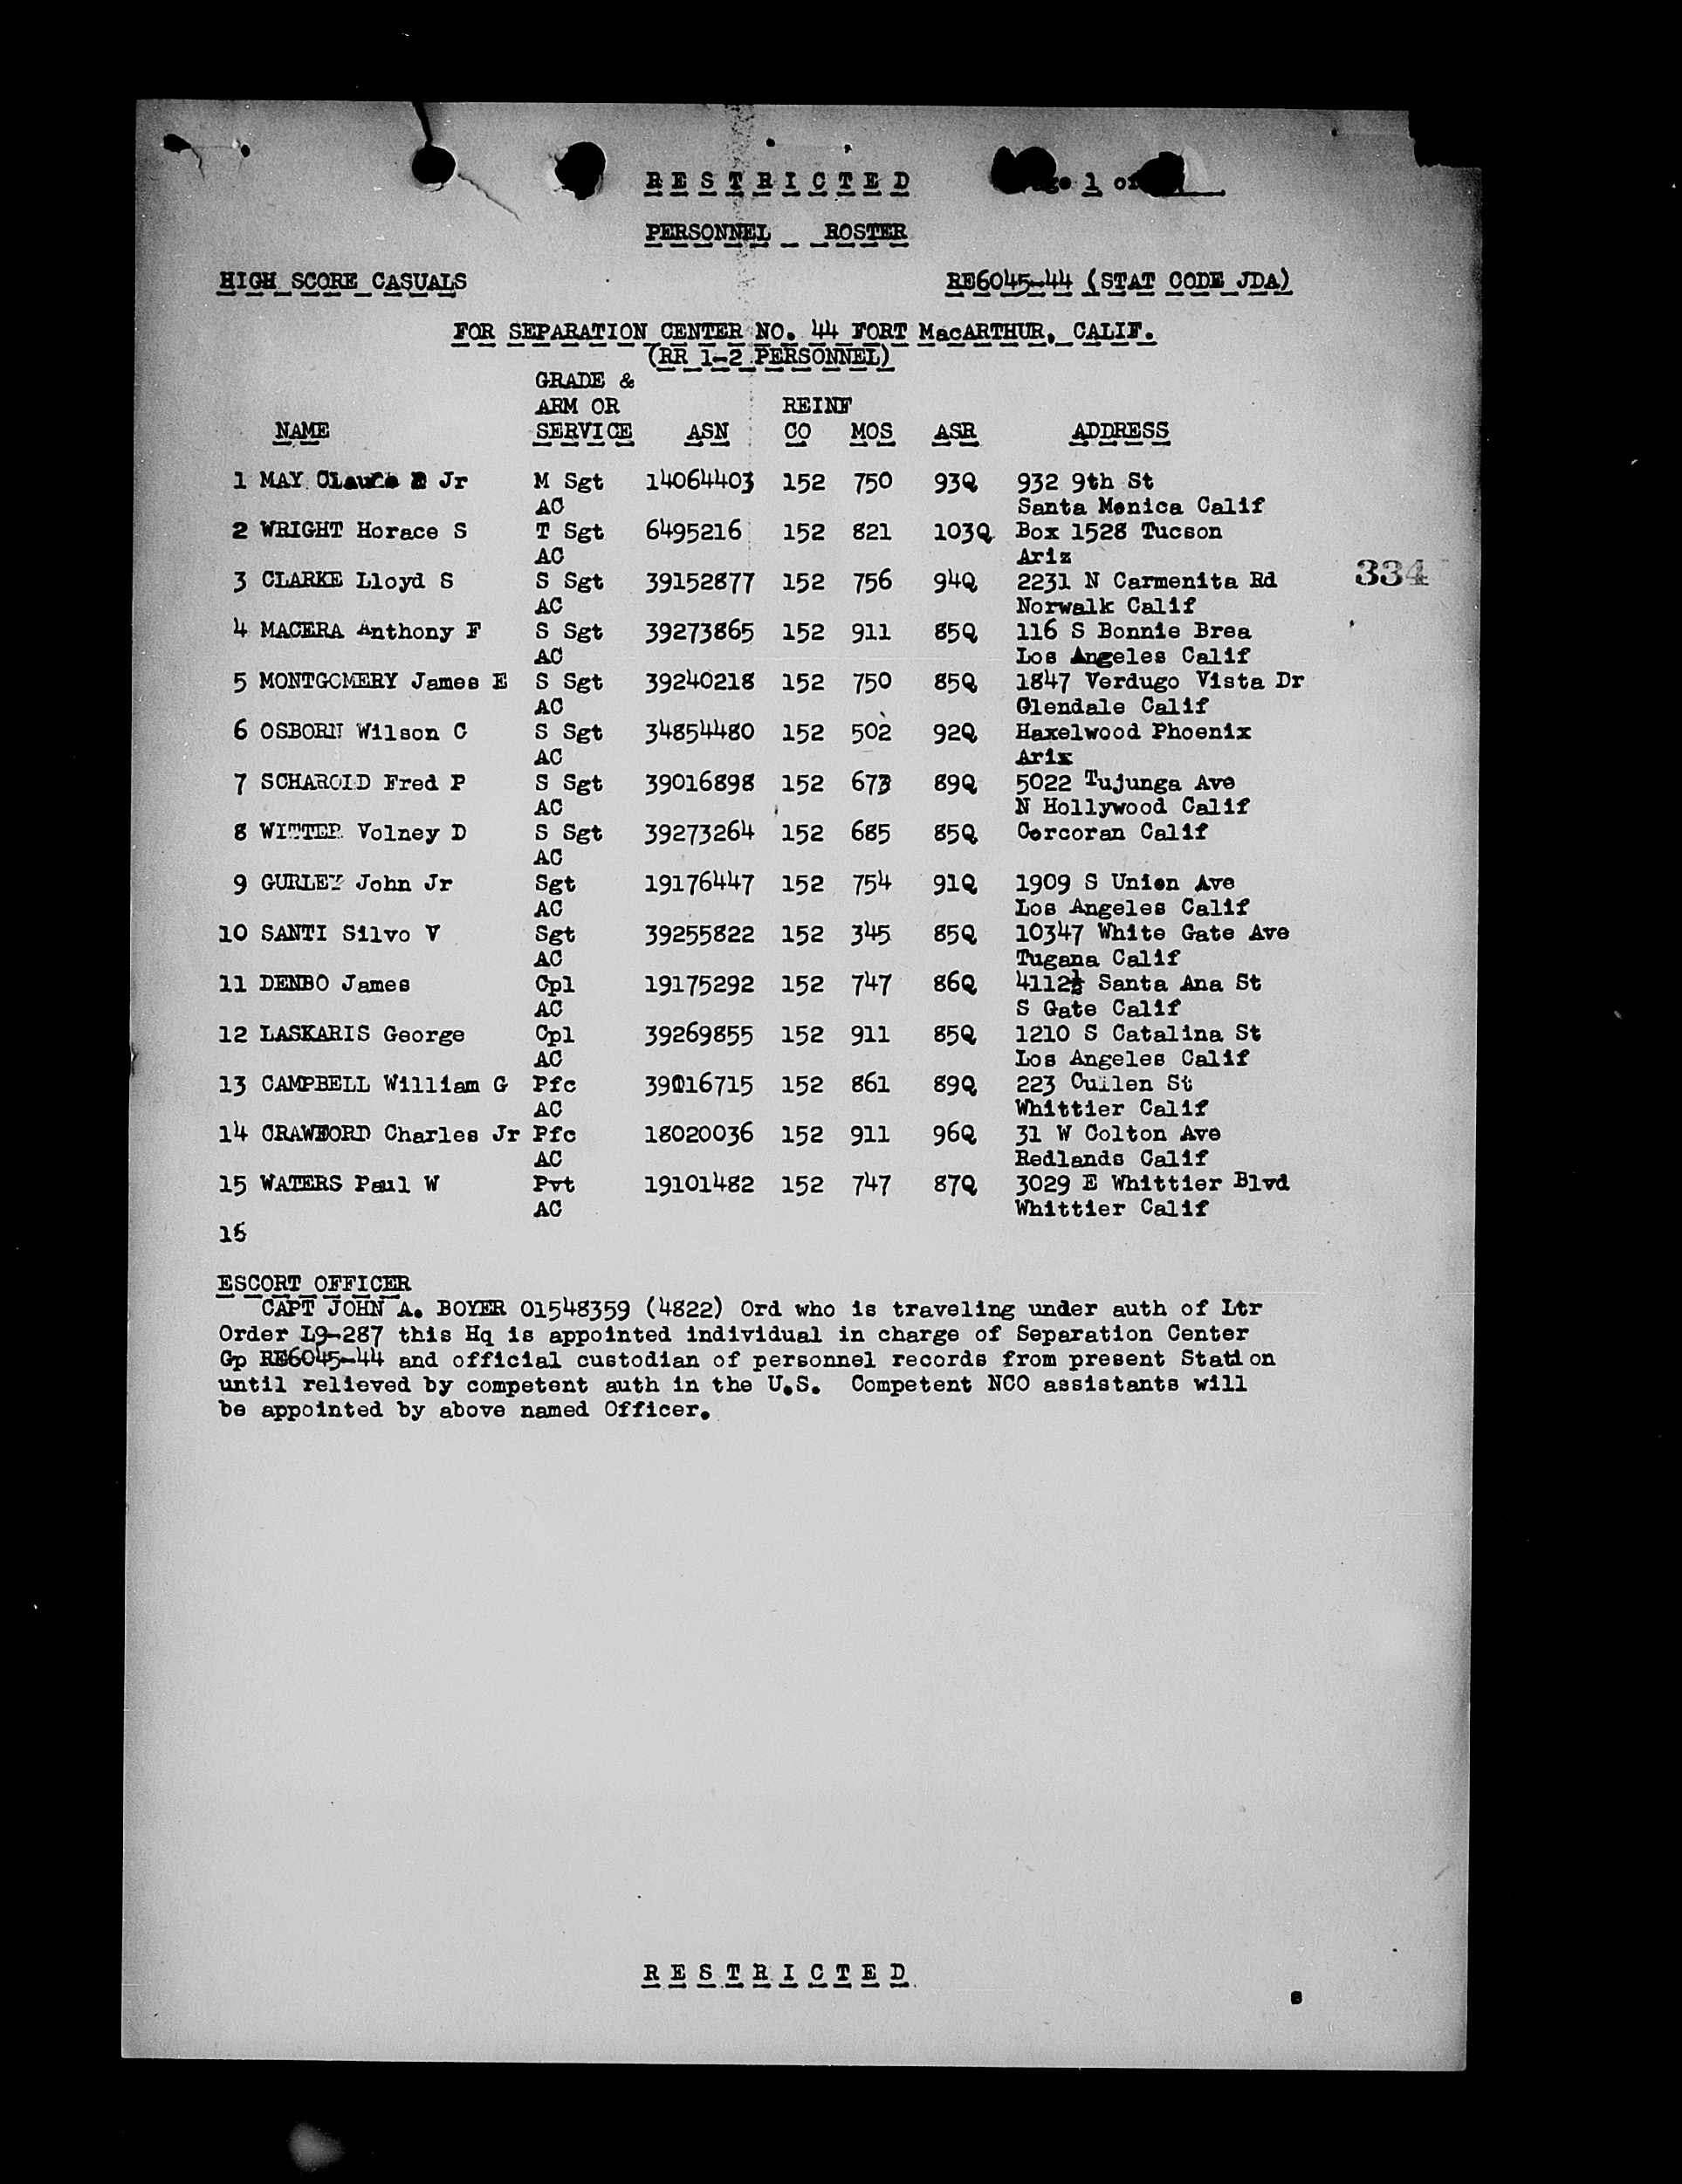 R E S T R I C T E D 1 of
PERSONNEL ROSTER
HIGH SCORE CASUALS RE6045-44 (STAT CODE JDA)
FOR SEPARATION CENTER NO. 44 FORT MacARTHUR, CALIF.
(RR 1-2 PERSONNEL)
GRADE &
ARM OR REINF
NAME SERVICE ASN CO MOS ASR ADDRESS
1 MAY Jr M Sgt 14064403 152 750 93Q 932 9th St
AC Santa Monica Calif
2 WRIGHT Horace S T Sgt 6495216 152 821 103Q Box 1528 Tucson
AC Ariz
3 CLARKE Lloyd S S Sgt 39152877 152 756 94Q 2231 N Carmenita Rd
334
AC Norwalk Calif
4 MACERA Anthony F S Sgt 39273865 152 911 85Q 116 S Bonnie Brea
AC Los Angeles Calif
5 MONTGOMERY James E S Sgt 39240218 152 750 85Q 1847 Verdugo Vista Dr
AC Glendale Calif
6 OSBORN Wilson C S Sgt 34854480 152 502 92Q Haxelwood Phoenix
AC Arix
7 SCHAROLD Fred P S Sgt 39016898 152 673 89Q 5022 Tujunga Ave
AC N Hollywood Calif
8 WITTER Volney D S Sgt 39273264 152 685 85Q Corcoran Calif
AC
9 GURLEY John Jr Sgt 19176447 152 754 91Q 1909 S Union Ave
AC Los Angeles Calif
10 SANTI Silvo V Sgt 39255822 152 345 85Q 10347 White Gate Ave
AC Tugana Calif
11 DENBO James Cpl 19175292 152 747 86Q 4112½ Santa Ana St
AC S Gate Calif
12 LASKARIS George Cpl 39269855 152 911 85Q 1210 S Catalina St
AC Los Angeles Calif
13 CAMPBELL William G Pfc 39016715 152 861 89Q 223 Cullen St
AC Whittier Calif
14 CRAWFORD Charles Jr Pfc 18020036 152 911 96Q 31 W Colton Ave
AC Redlands Calif
15 WATERS Paul W Pvt 19101482 152 747 87Q 3029 E Whittier Blvd
AC Whittier Calif
16
ESCORT OFFICER
CAPT JOHN A. BOYER O1548359 (4822) Ord who is traveling under auth of Ltr
Order L9-287 this Hq is appointed individual in charge of Separation Center
Gp RE6045-44 and official custodian of personnel records from present Station
until relieved by competent auth in the U.S. Competent NCO assistants will
be appointed by above named Officer.
R E S T R I C T E D